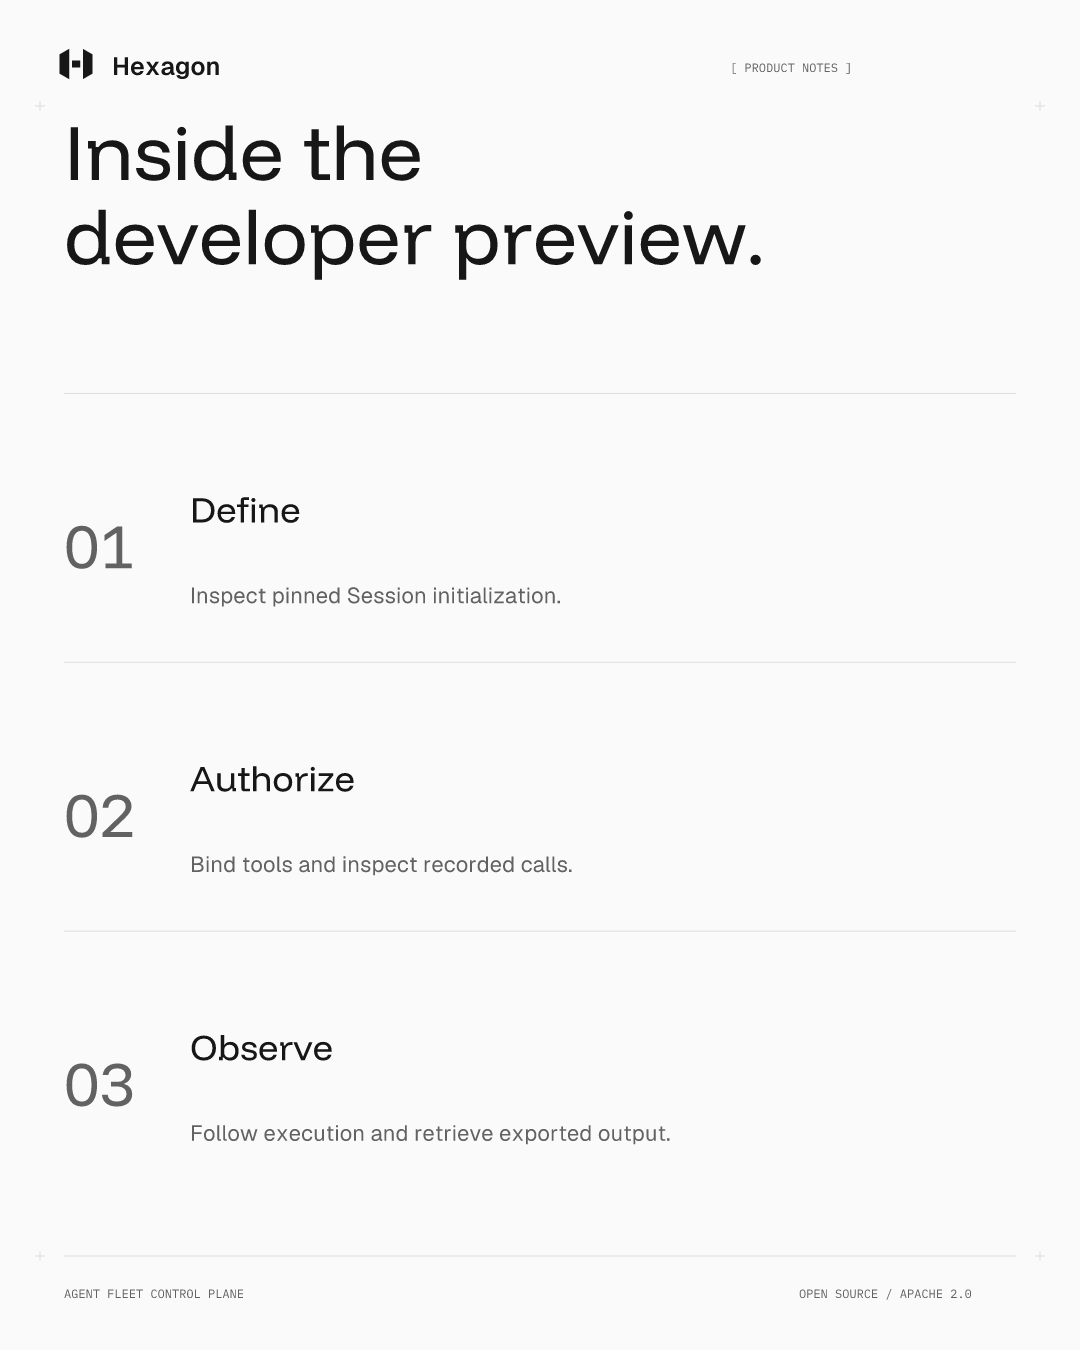 Hexagon
[ PRODUCT NOTES ]
Inside the
developer preview.
01
Define
Inspect pinned Session initialization.
02
Authorize
Bind tools and inspect recorded calls.
03
Observe
Follow execution and retrieve exported output.
AGENT FLEET CONTROL PLANE
OPEN SOURCE / APACHE 2.0